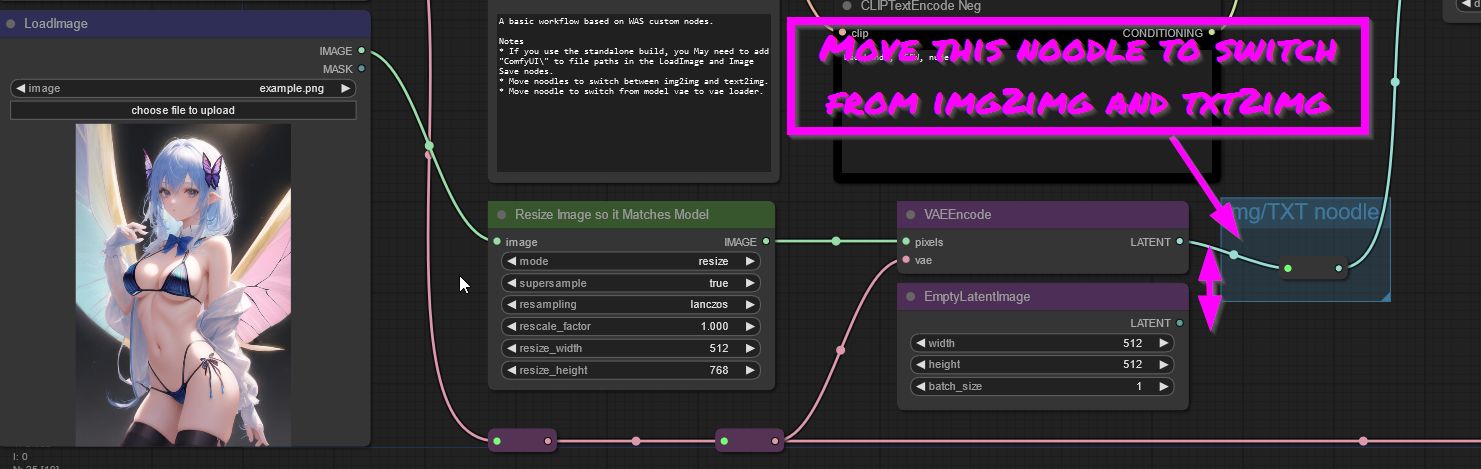 LoadImage
IMAGE
MASK
image example.png
choose file to upload
A basic workflow based on WAS custom nodes.
Notes
* If you use the standalone build, you May need to add
"ComfyUI\" to file paths in the LoadImage and Image
Save nodes.
* Move noodles to switch between img2img and text2img.
* Move noodle to switch from model vae to vae loader.
CLIPTextEncode Neg
clip CONDITIONING
Move this noodle to switch
from img2img and txt2img
Resize Image so it Matches Model
image IMAGE
mode resize
supersample true
resampling lanczos
rescale_factor 1.000
resize_width 512
resize_height 768
VAEEncode
pixels LATENT
vae
mg/TXT noodle
EmptyLatentImage
LATENT
width 512
height 512
batch_size 1
I: 0